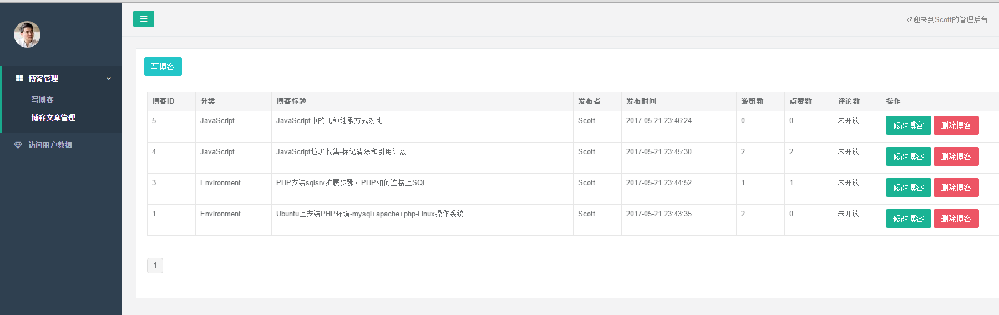 欢迎来到Scott的管理后台
博客管理
写博客
博客文章管理
访问用户数据
写博客
博客ID 分类 博客标题 发布者 发布时间 游览数 点赞数 评论数 操作
5 JavaScript JavaScript中的几种继承方式对比 Scott 2017-05-21 23:46:24 0 0 未开放 修改博客 删除博客
4 JavaScript JavaScript垃圾收集-标记清除和引用计数 Scott 2017-05-21 23:45:30 2 2 未开放 修改博客 删除博客
3 Environment PHP安装sqlsrv扩展步骤，PHP如何连接上SQL Scott 2017-05-21 23:44:52 1 1 未开放 修改博客 删除博客
1 Environment Ubuntu上安装PHP环境-mysql+apache+php-Linux操作系统 Scott 2017-05-21 23:43:35 2 0 未开放 修改博客 删除博客
1